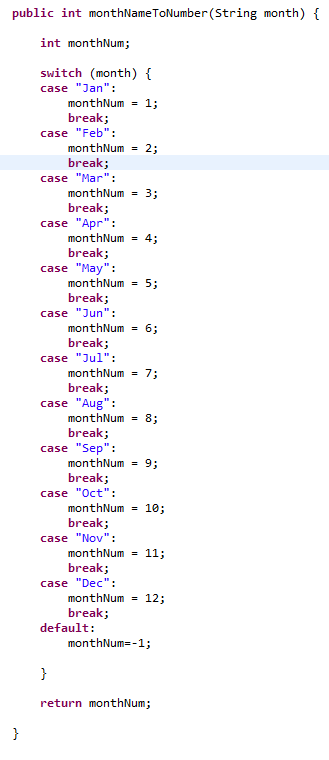 public int monthNameToNumber(String month) {
int monthNum;
switch (month) {
case "Jan":
monthNum = 1;
break;
case "Feb":
monthNum = 2;
break;
case "Mar":
monthNum = 3;
break;
case "Apr":
monthNum = 4;
break;
case "May":
monthNum = 5;
break;
case "Jun":
monthNum = 6;
break;
case "Jul":
monthNum = 7;
break;
case "Aug":
monthNum = 8;
break;
case "Sep":
monthNum = 9;
break;
case "Oct":
monthNum = 10;
break;
case "Nov":
monthNum = 11;
break;
case "Dec":
monthNum = 12;
break;
default:
monthNum=-1;
}
return monthNum;
}